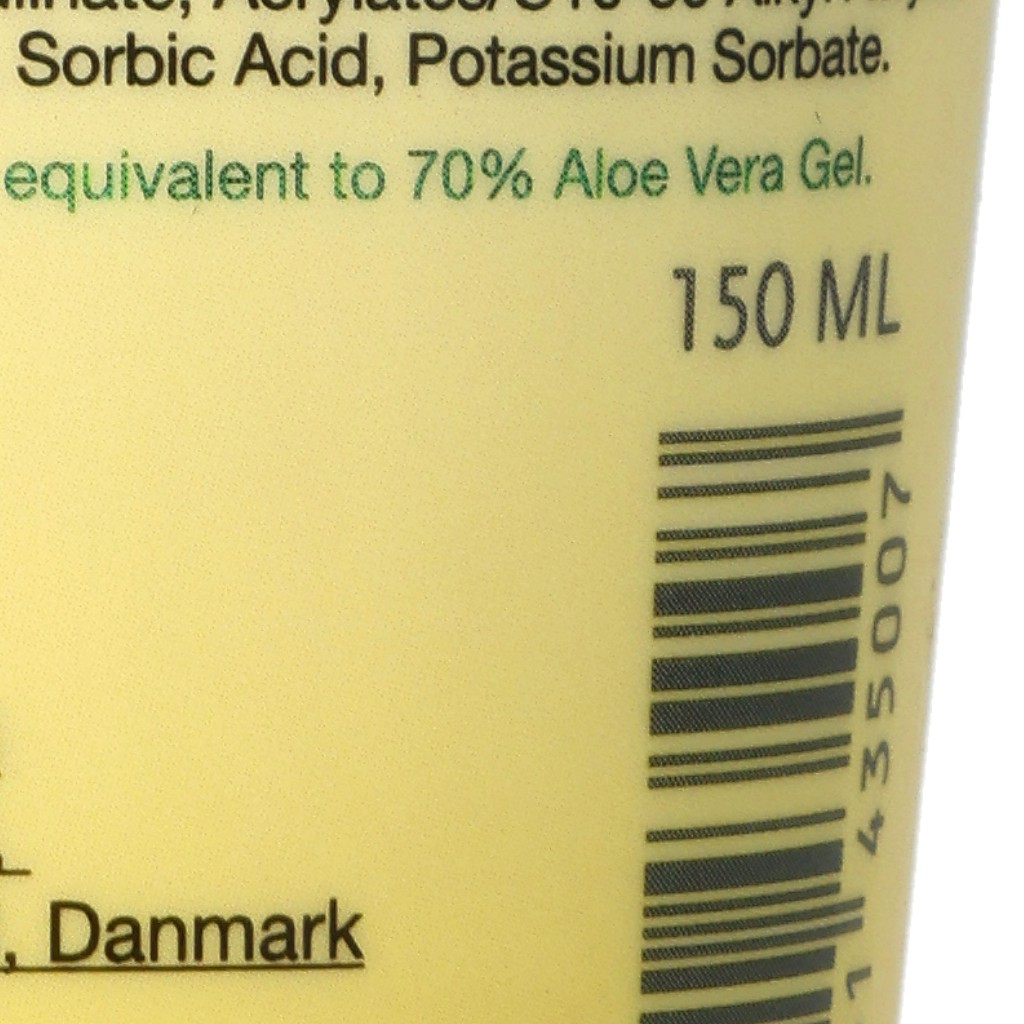 Sorbic Acid, Potassium Sorbate.
equivalent to 70% Aloe Vera Gel.
150 ML
1 435007
, Danmark